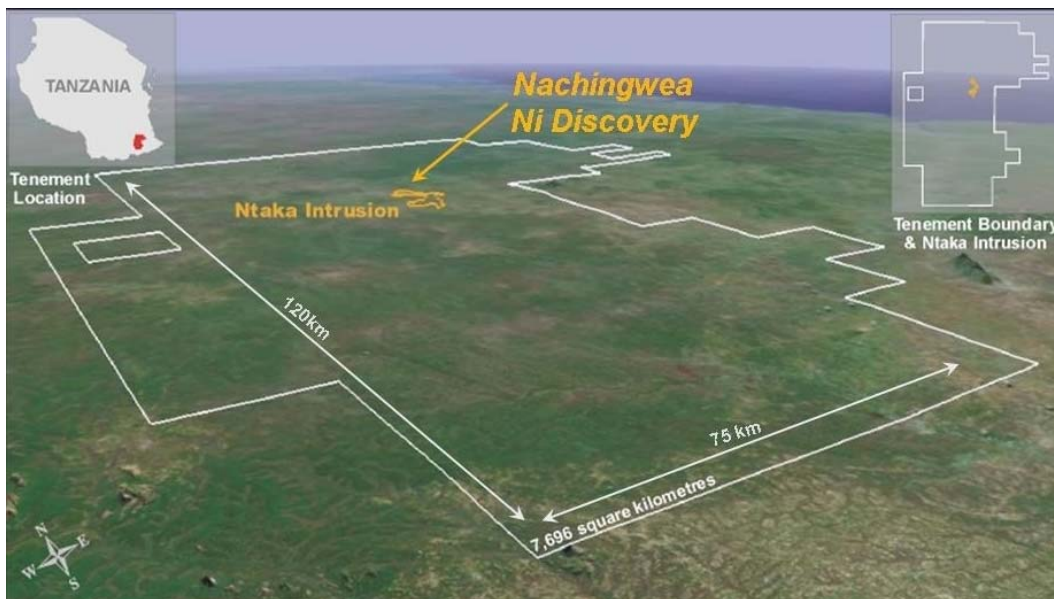 TANZANIA
Tenement
Location
Nachingwea
Ni Discovery
Ntaka Intrusion
Tenement Boundary
& Ntaka Intrusion
120km
75 km
7,696 square kilometres
N
E
W
S